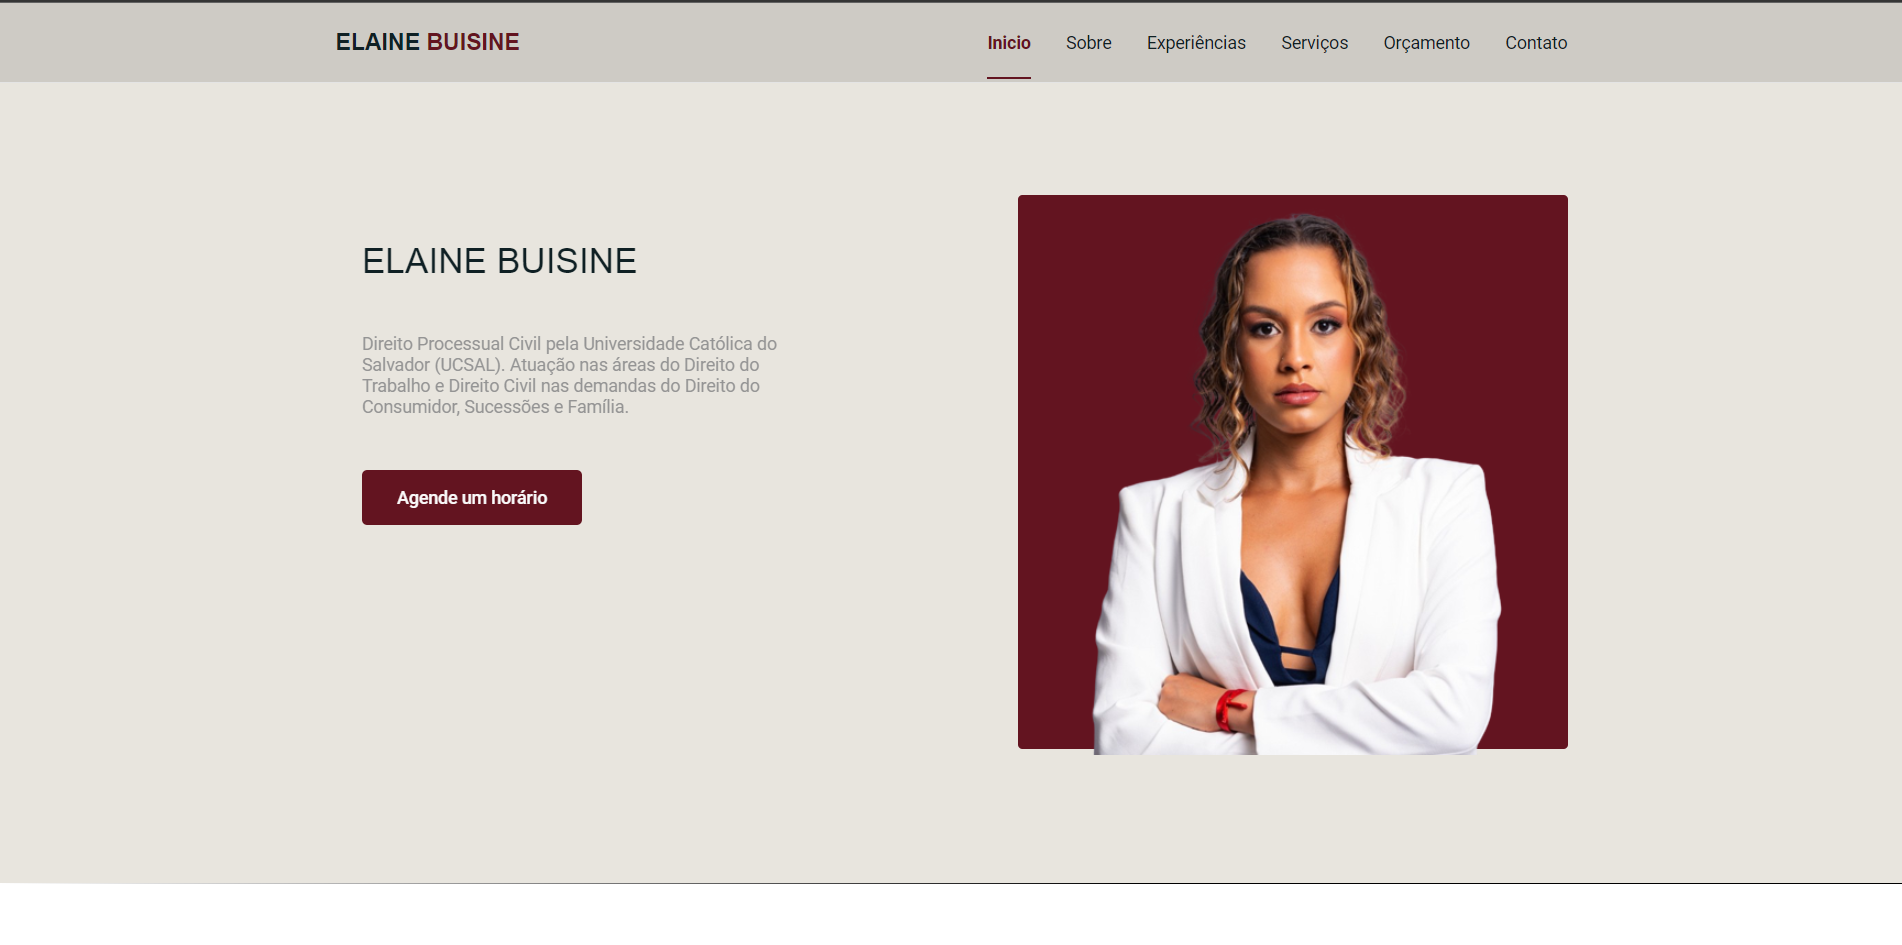 ELAINE BUISINE
Inicio Sobre Experiências Serviços Orçamento Contato
ELAINE BUISINE
Direito Processual Civil pela Universidade Católica do
Salvador (UCSAL). Atuação nas áreas do Direito do
Trabalho e Direito Civil nas demandas do Direito do
Consumidor, Sucessões e Família.
Agende um horário